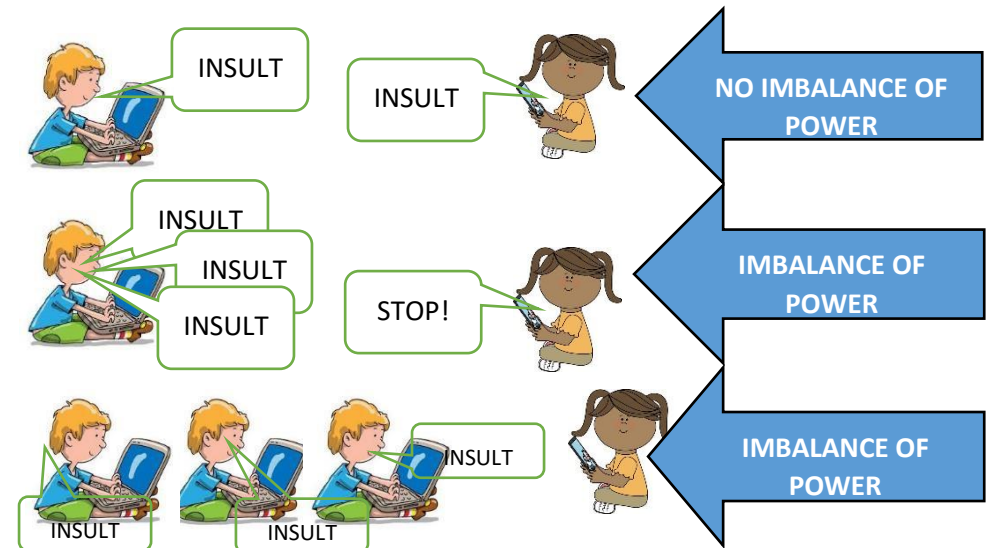 INSULT
INSULT
NO IMBALANCE OF
POWER
INSULT
INSULT
INSULT
STOP!
IMBALANCE OF
POWER
INSULT
INSULT
INSULT
IMBALANCE OF
POWER